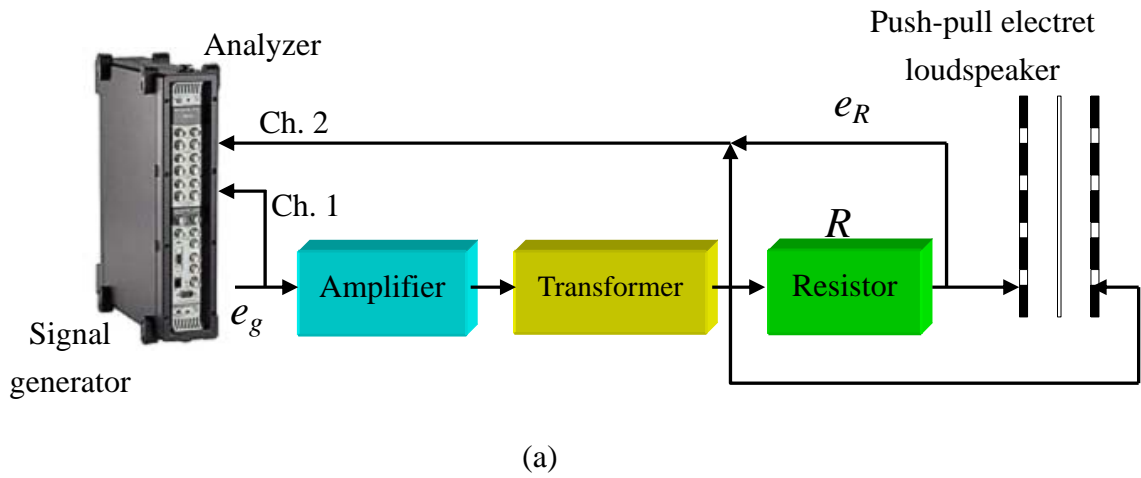 Push-pull electret
loudspeaker
Analyzer
e_R
Ch. 2
Ch. 1
R
Amplifier
Transformer
Resistor
e_g
Signal
generator
(a)